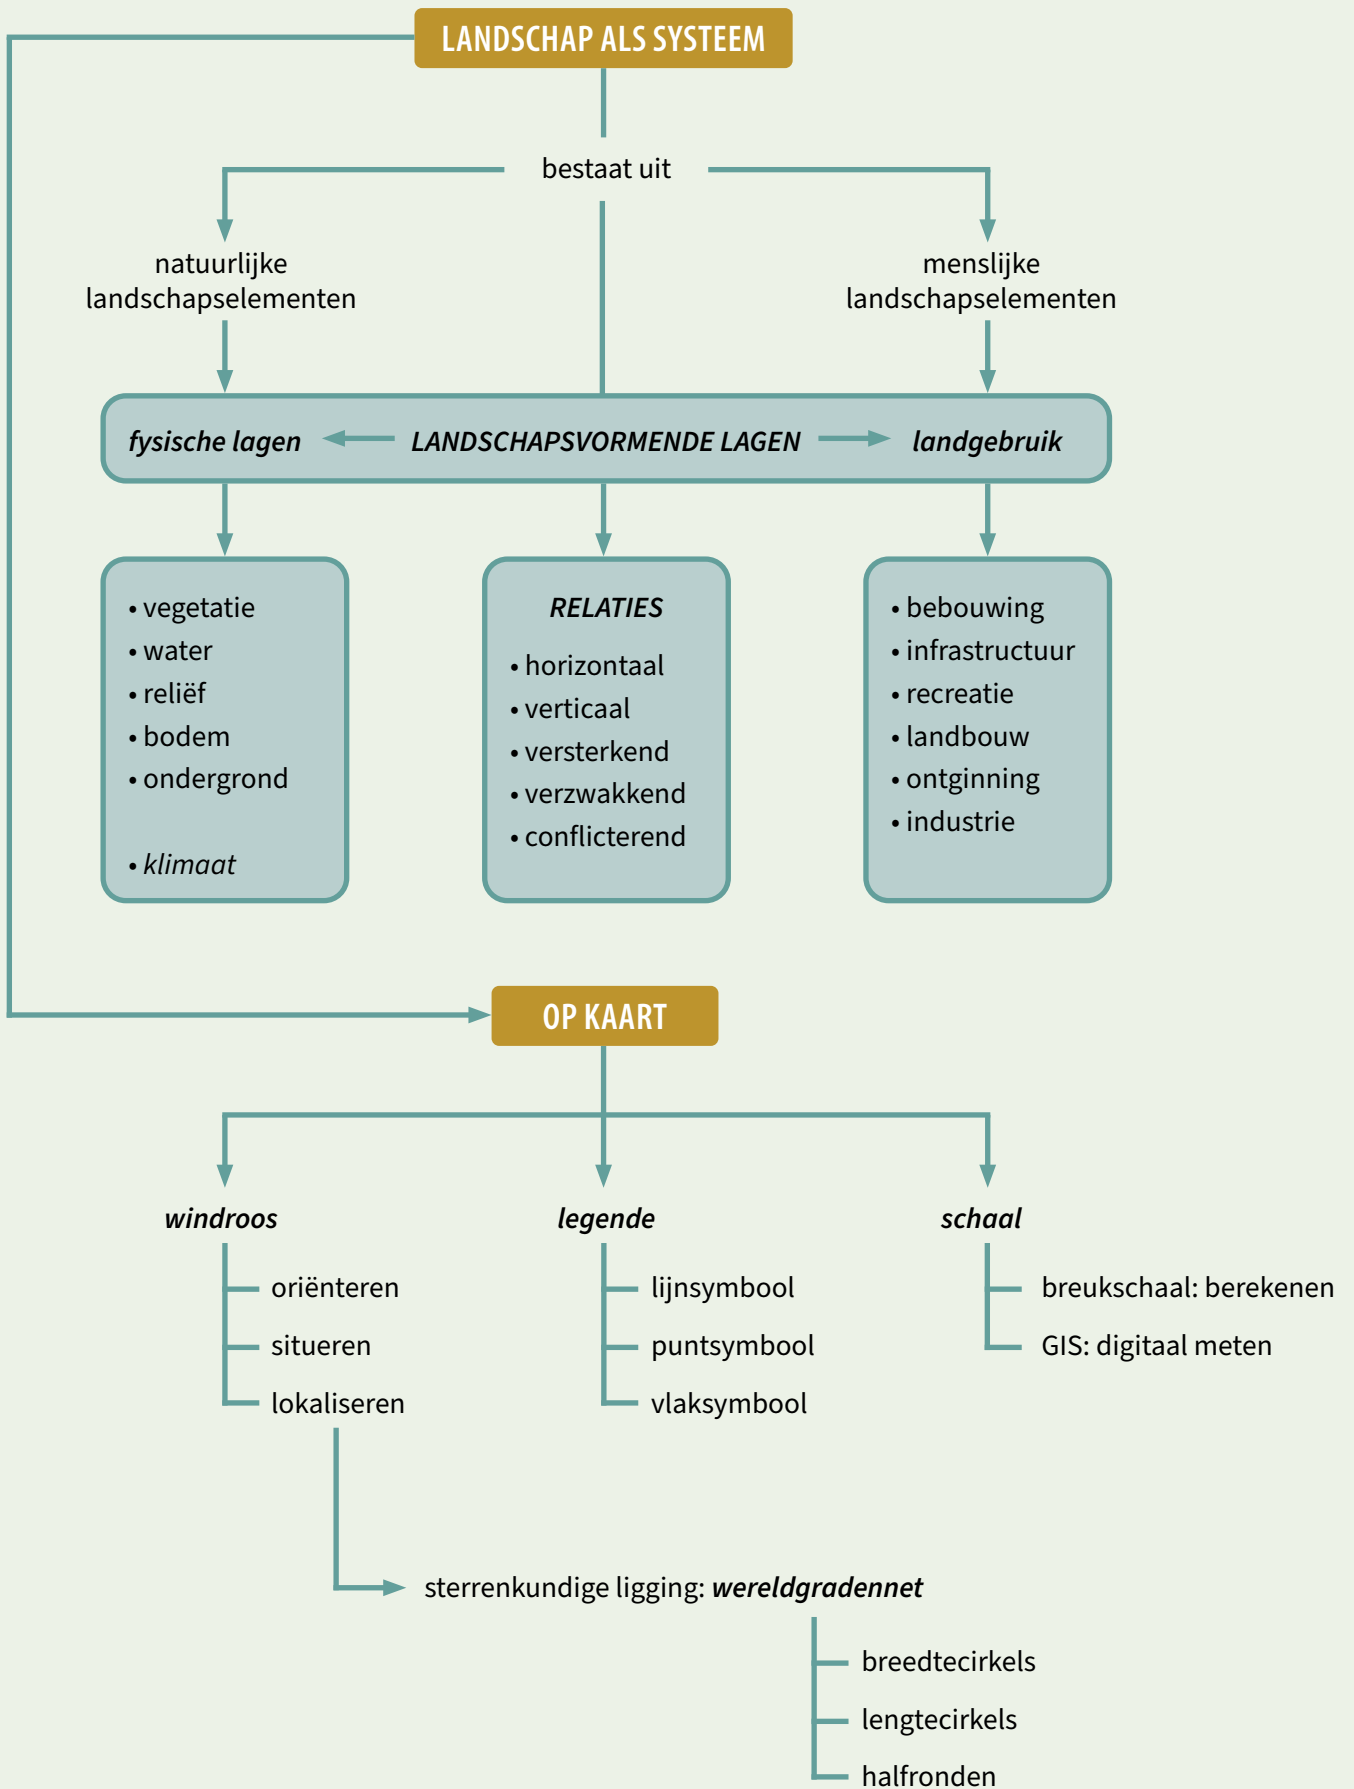 LANDSCHAP ALS SYSTEEM
bestaat uit
natuurlijke
landschapselementen
menslijke
landschapselementen
fysische lagen
LANDSCHAPSVORMENDE LAGEN
landgebruik
• vegetatie
• water
• reliëf
• bodem
• ondergrond
• klimaat
RELATIES
• horizontaal
• verticaal
• versterkend
• verzwakkend
• conflicterend
• bebouwing
• infrastructuur
• recreatie
• landbouw
• ontginning
• industrie
OP KAART
windroos
oriënteren
situeren
lokaliseren
legende
lijnsymbool
puntsymbool
vlaksymbool
schaal
breukschaal: berekenen
GIS: digitaal meten
sterrenkundige ligging: wereldgradennet
breedtecirkels
lengtecirkels
halfronden